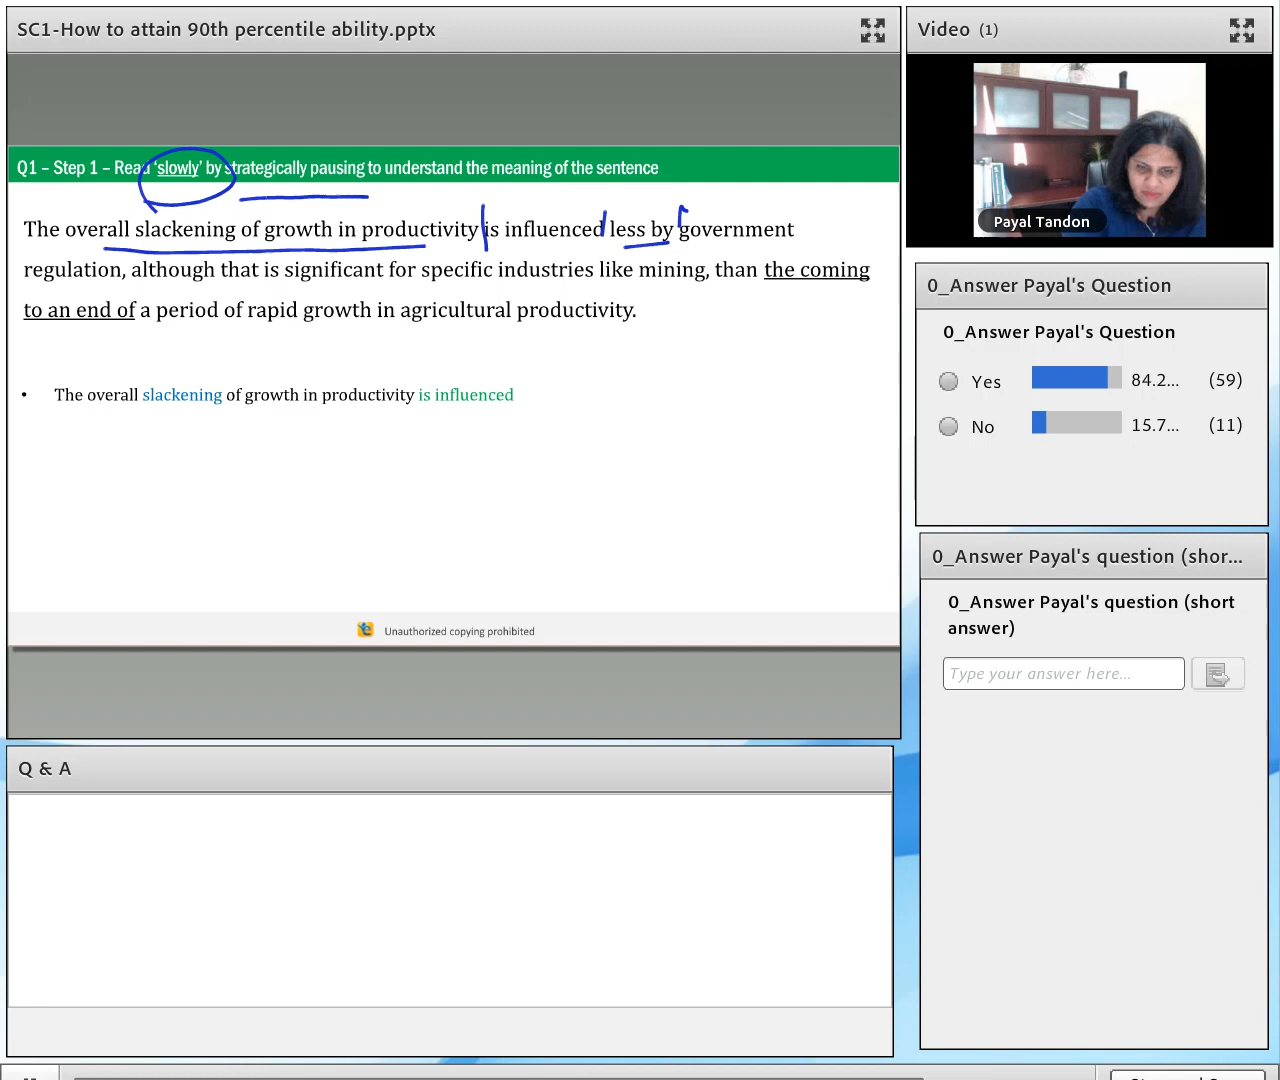 SC1-How to attain 90th percentile ability.pptx
Video (1)
Q1 – Step 1 – Read 'slowly' by strategically pausing to understand the meaning of the sentence
The overall slackening of growth in productivity is influenced less by government
regulation, although that is significant for specific industries like mining, than the coming
to an end of a period of rapid growth in agricultural productivity.
• The overall slackening of growth in productivity is influenced
Unauthorized copying prohibited
Payal Tandon
0_Answer Payal's Question
0_Answer Payal's Question
Yes 84.2... (59)
No 15.7... (11)
0_Answer Payal's question (shor...
0_Answer Payal's question (short
answer)
Type your answer here...
Q & A